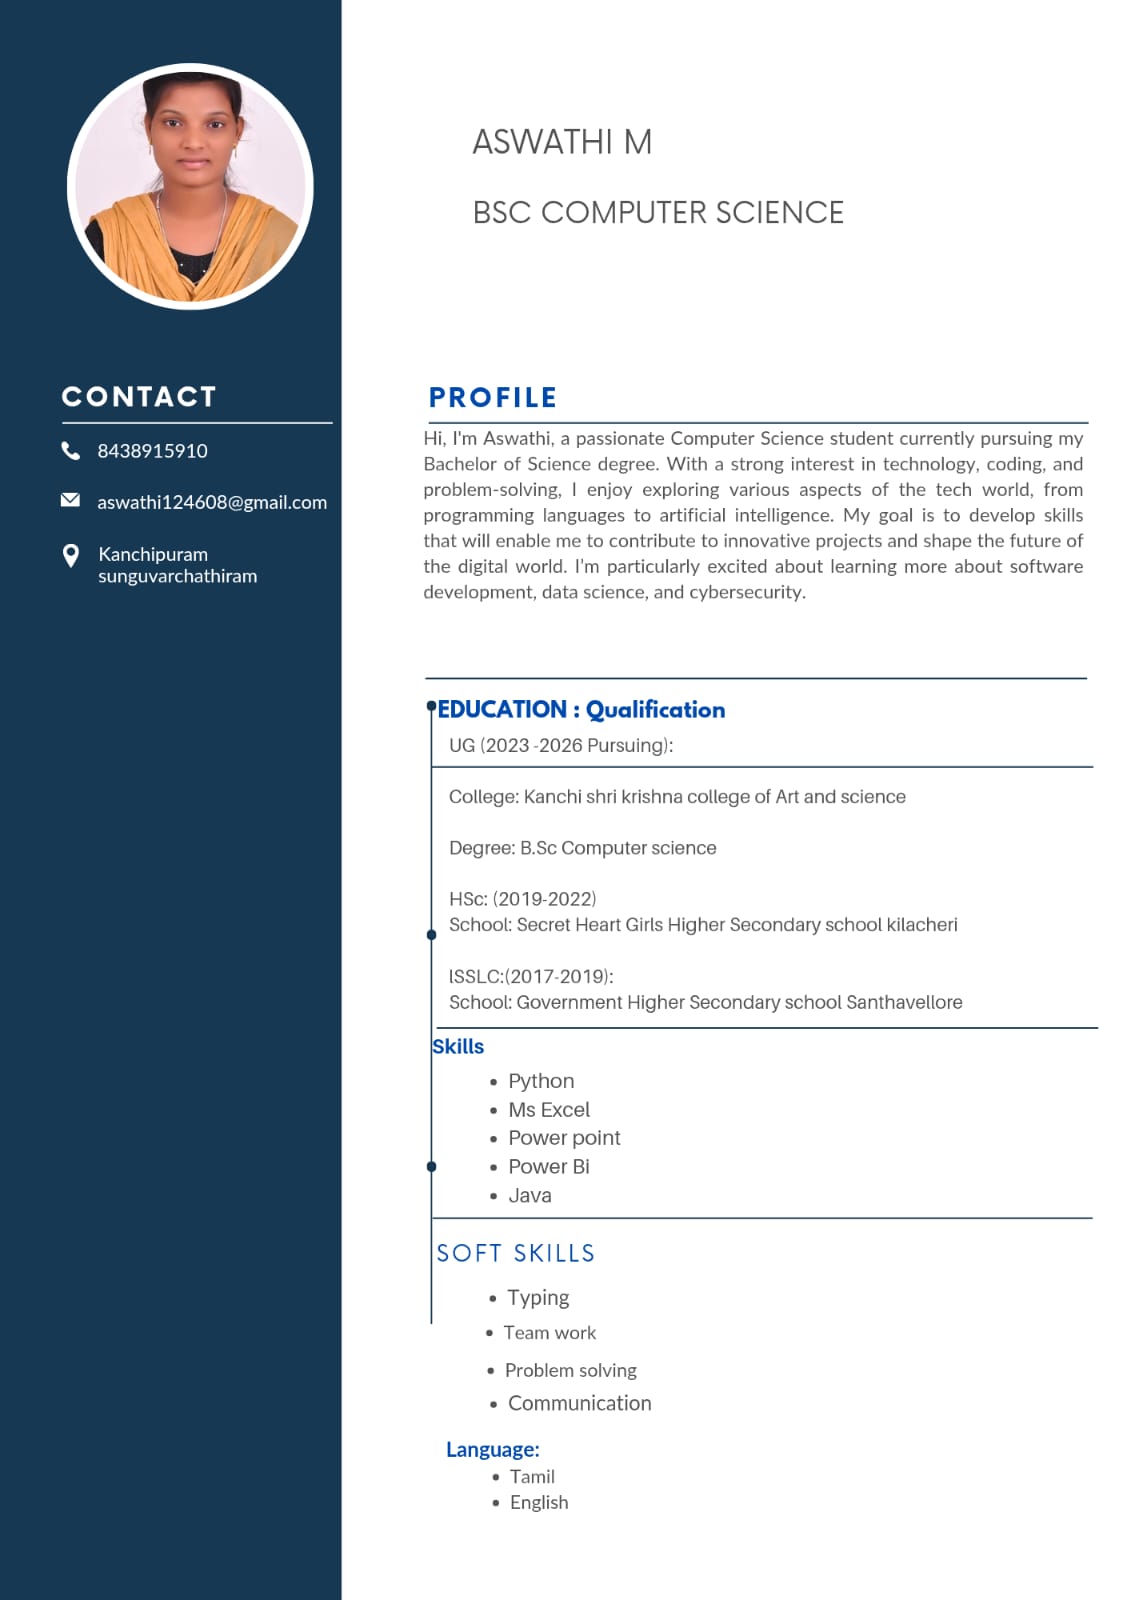 ASWATHI M
BSC COMPUTER SCIENCE
CONTACT
8438915910
aswathi124608@gmail.com
Kanchipuram
sunguvarchathiram
PROFILE
Hi, I'm Aswathi, a passionate Computer Science student currently pursuing my
Bachelor of Science degree. With a strong interest in technology, coding, and
problem-solving, I enjoy exploring various aspects of the tech world, from
programming languages to artificial intelligence. My goal is to develop skills
that will enable me to contribute to innovative projects and shape the future of
the digital world. I'm particularly excited about learning more about software
development, data science, and cybersecurity.
EDUCATION : Qualification
UG (2023 -2026 Pursuing):
College: Kanchi shri krishna college of Art and science
Degree: B.Sc Computer science
HSc: (2019-2022)
School: Secret Heart Girls Higher Secondary school kilacheri
lSSLC:(2017-2019):
School: Government Higher Secondary school Santhavellore
Skills
• Python
• Ms Excel
• Power point
• Power Bi
• Java
SOFT SKILLS
• Typing
• Team work
• Problem solving
• Communication
Language:
• Tamil
• English